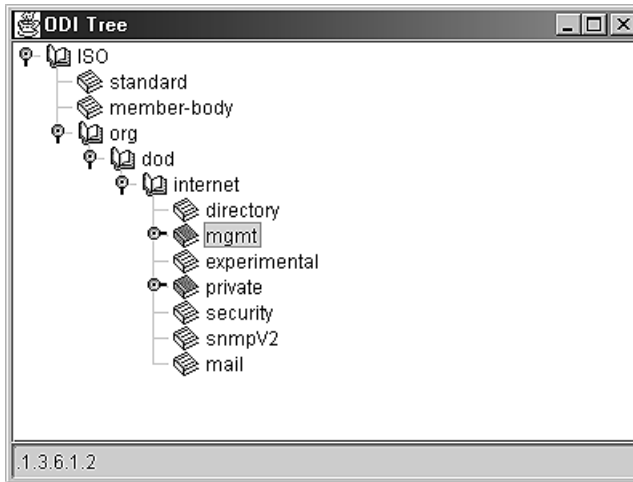 ODI Tree
ISO
standard
member-body
org
dod
internet
directory
mgmt
experimental
private
security
snmpV2
mail
.1.3.6.1.2